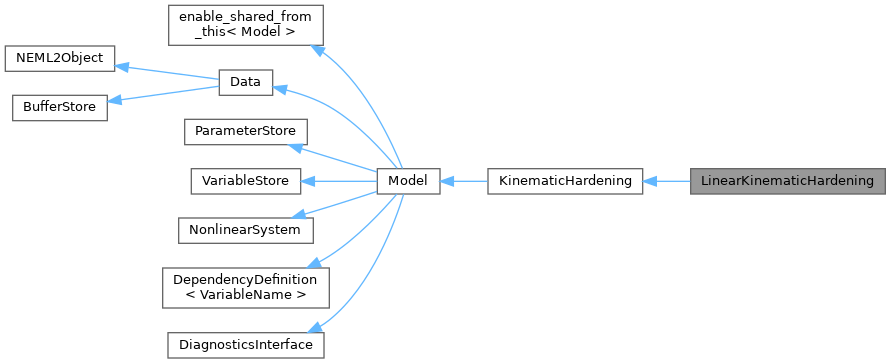 enable_shared_from
_this< Model >
NEML2Object
Data
BufferStore
ParameterStore
VariableStore
Model
KinematicHardening
LinearKinematicHardening
NonlinearSystem
DependencyDefinition
< VariableName >
DiagnosticsInterface